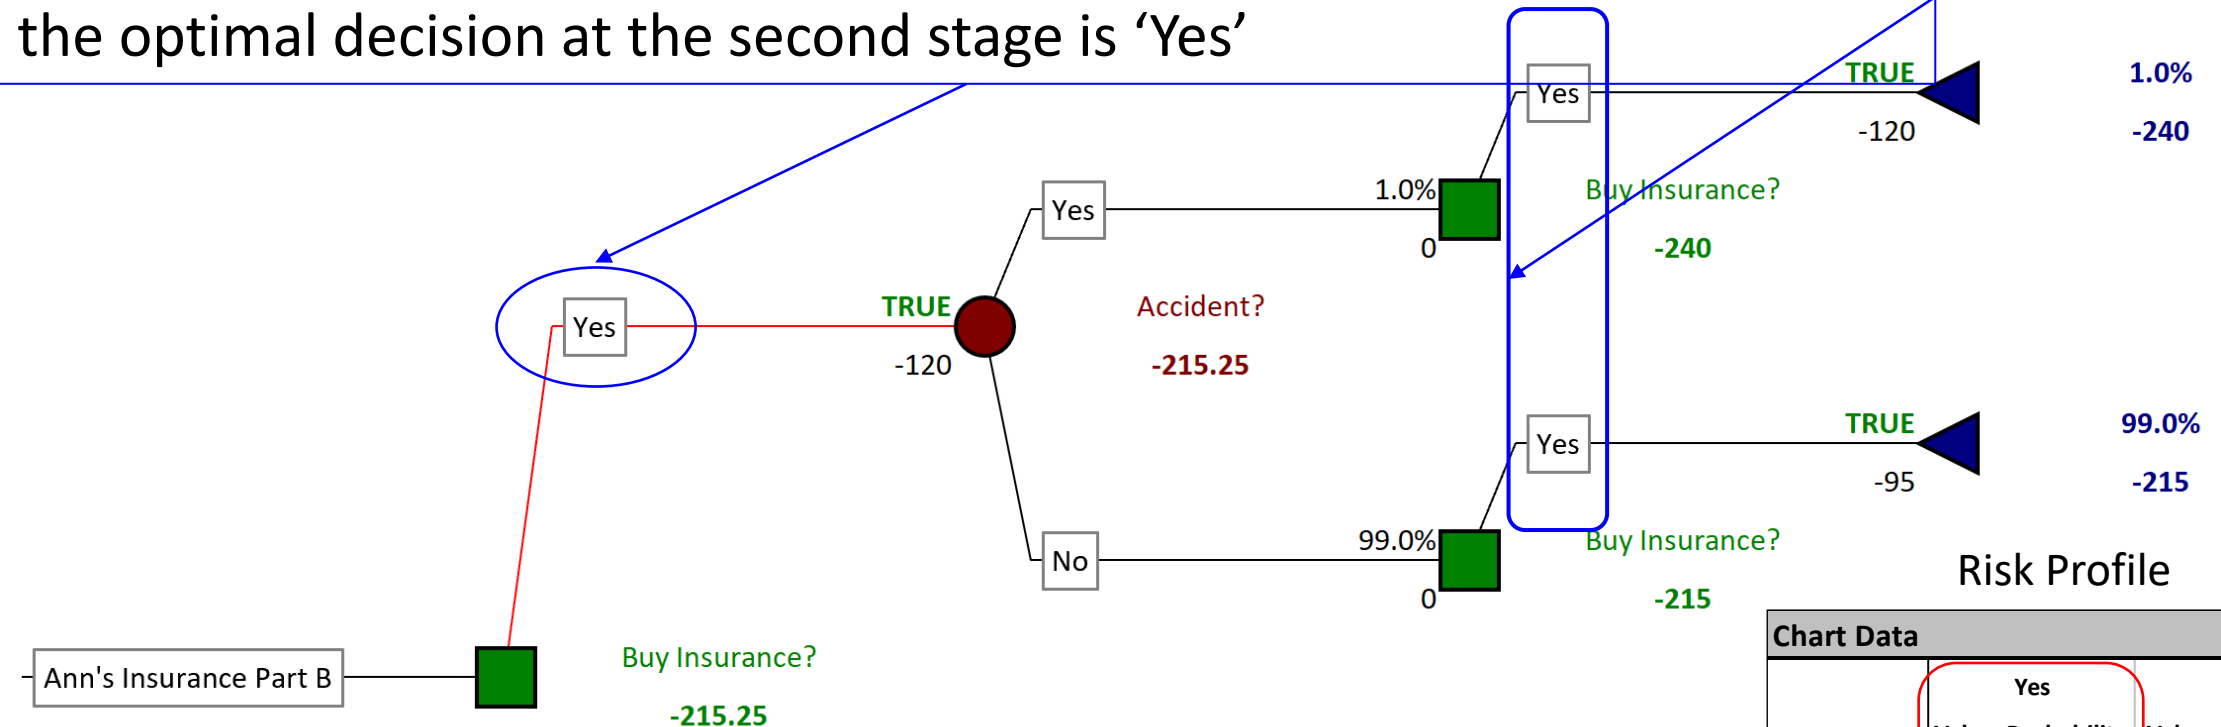 the optimal decision at the second stage is ‘Yes’
TRUE
1.0%
Yes
-120
-240
1.0%
Buy Insurance?
Yes
0
-240
TRUE
Accident?
Yes
-120
-215.25
TRUE
99.0%
Yes
-95
-215
99.0%
Buy Insurance?
No
0
-215
Risk Profile
Chart Data
Buy Insurance?
Ann's Insurance Part B
Yes
-215.25